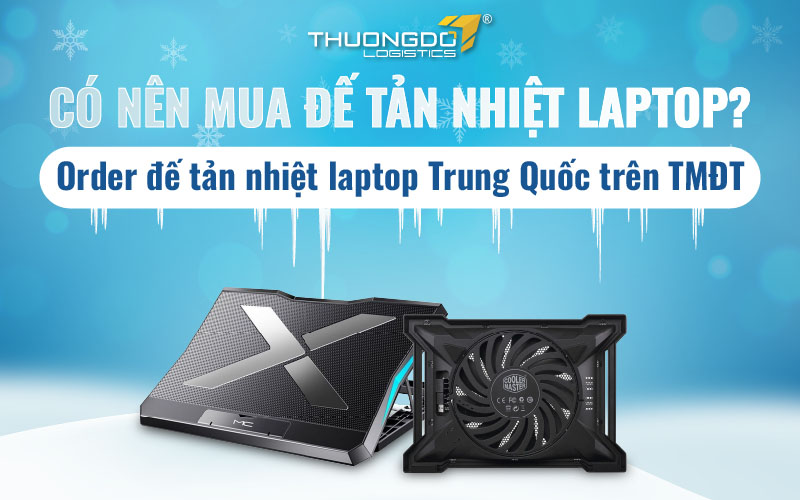 THUONGDO
LOGISTICS
®
CÓ NÊN MUA ĐẾ TẢN NHIỆT LAPTOP?
Order đế tản nhiệt laptop Trung Quốc trên TMĐT
MC
COOLER
MASTER